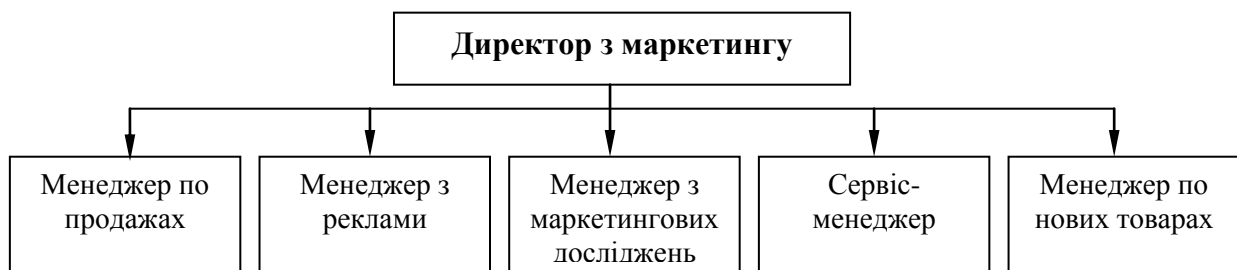 Директор з маркетингу
Менеджер по
продажах
Менеджер з
реклами
Менеджер з
маркетингових
досліджень
Сервіс-
менеджер
Менеджер по
нових товарах